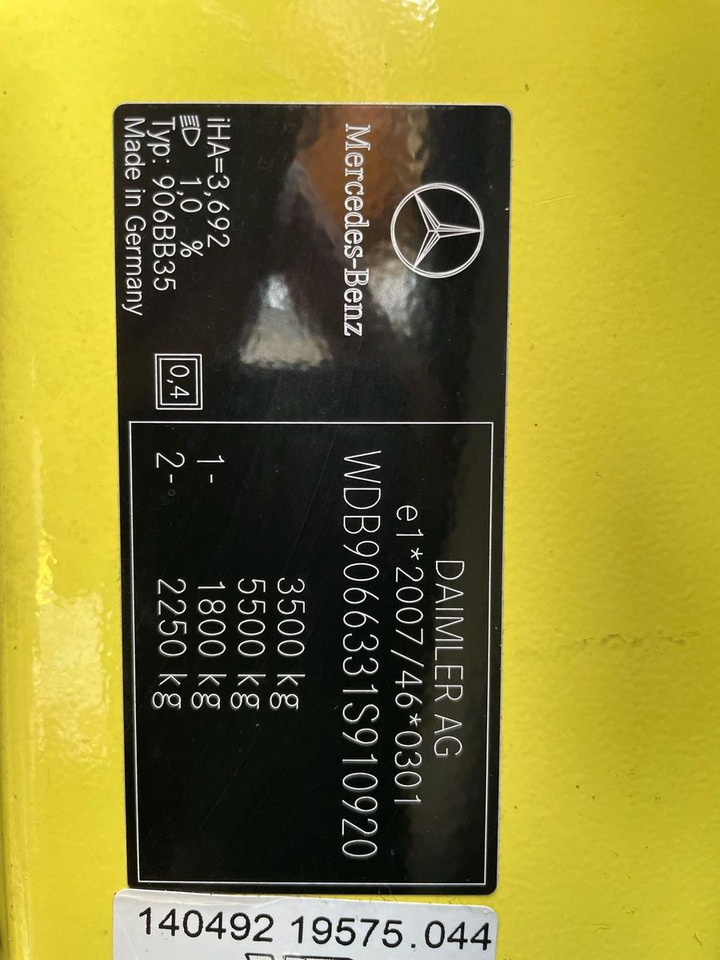 Mercedes-Benz
iHA=3,692
1,0 %
Typ: 906BB35
Made in Germany
0,4
DAIMLER AG
e1*2007/46*0301
WDB9066331S910920
3500 kg
5500 kg
1- 1800 kg
2- 2250 kg
140492 19575.044